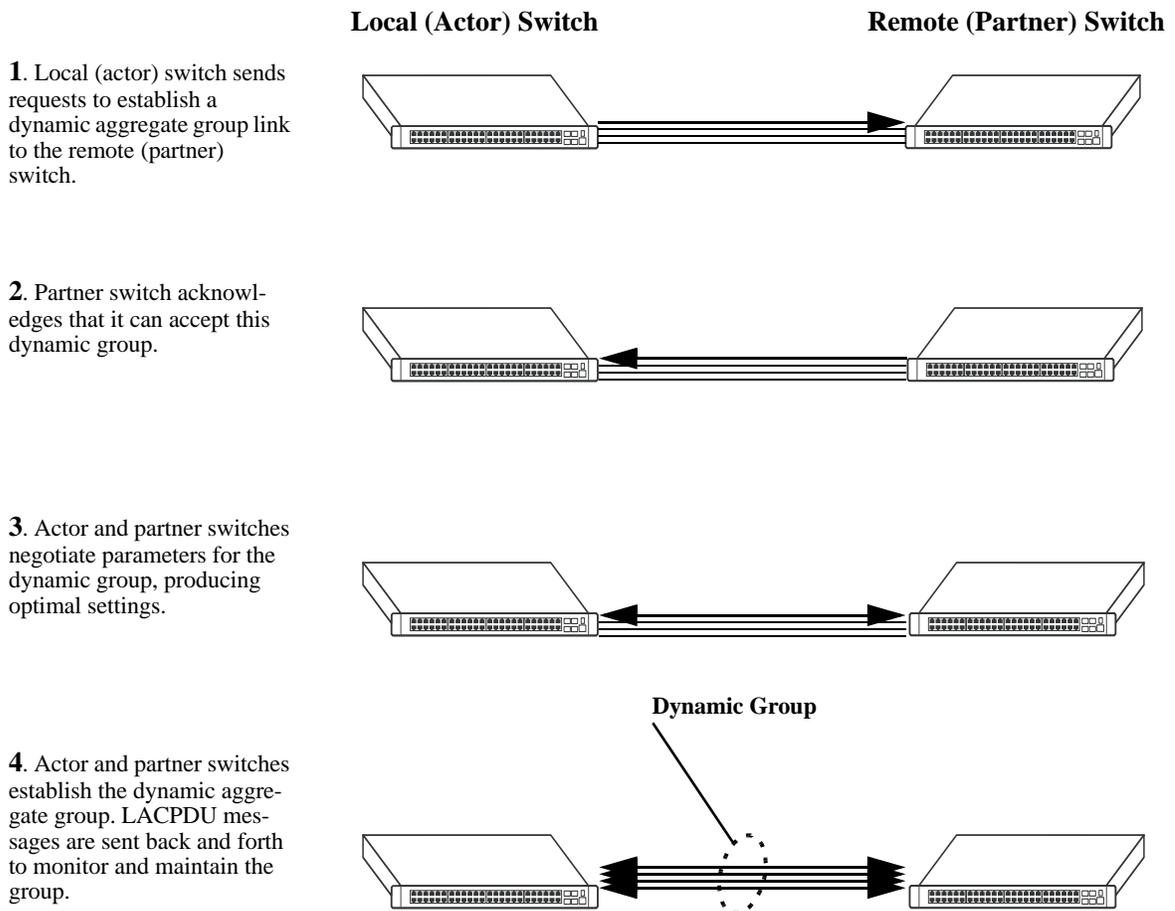 Local (Actor) Switch
Remote (Partner) Switch
1. Local (actor) switch sends
requests to establish a
dynamic aggregate group link
to the remote (partner)
switch.
2. Partner switch acknowl-
edges that it can accept this
dynamic group.
3. Actor and partner switches
negotiate parameters for the
dynamic group, producing
optimal settings.
Dynamic Group
4. Actor and partner switches
establish the dynamic aggre-
gate group. LACPDU mes-
sages are sent back and forth
to monitor and maintain the
group.